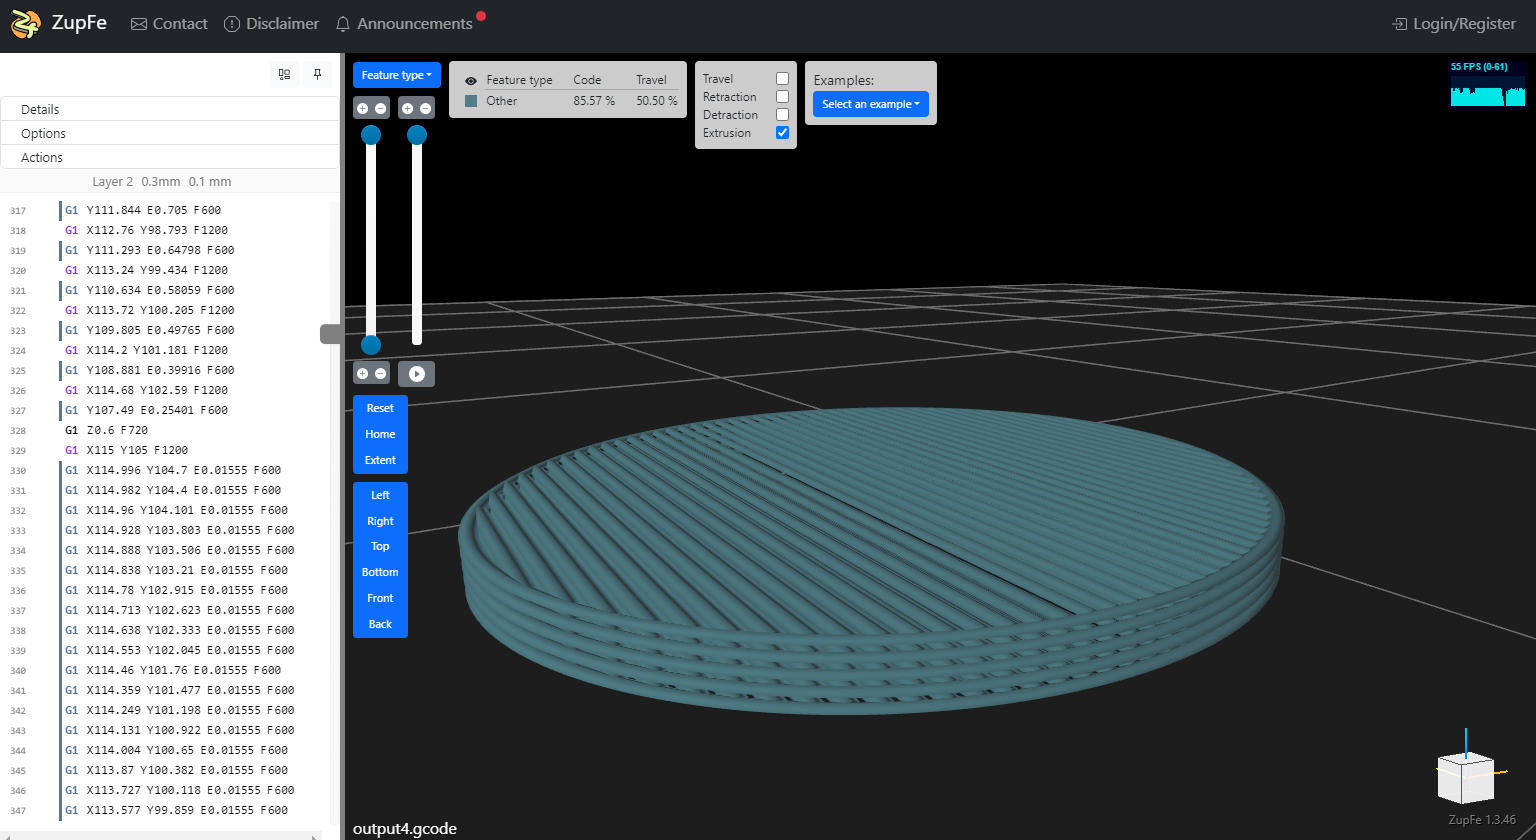 ZupFe Contact Disclaimer Announcements Login/Register
Details
Options
Actions
Layer 2 0.3mm 0.1 mm
317 G1 Y111.844 E0.705 F600
318 G1 X112.76 Y98.793 F1200
319 G1 Y111.293 E0.64798 F600
320 G1 X113.24 Y99.434 F1200
321 G1 Y110.634 E0.58059 F600
322 G1 X113.72 Y100.205 F1200
323 G1 Y109.805 E0.49765 F600
324 G1 X114.2 Y101.181 F1200
325 G1 Y108.881 E0.39916 F600
326 G1 X114.68 Y102.59 F1200
327 G1 Y107.49 E0.25401 F600
328 G1 Z0.6 F720
329 G1 X115 Y105 F1200
330 G1 X114.996 Y104.7 E0.01555 F600
331 G1 X114.982 Y104.4 E0.01555 F600
332 G1 X114.96 Y104.101 E0.01555 F600
333 G1 X114.928 Y103.803 E0.01555 F600
334 G1 X114.888 Y103.506 E0.01555 F600
335 G1 X114.838 Y103.21 E0.01555 F600
336 G1 X114.78 Y102.915 E0.01555 F600
337 G1 X114.713 Y102.623 E0.01555 F600
338 G1 X114.638 Y102.333 E0.01555 F600
339 G1 X114.553 Y102.045 E0.01555 F600
340 G1 X114.46 Y101.76 E0.01555 F600
341 G1 X114.359 Y101.477 E0.01555 F600
342 G1 X114.249 Y101.198 E0.01555 F600
343 G1 X114.131 Y100.922 E0.01555 F600
344 G1 X114.004 Y100.65 E0.01555 F600
345 G1 X113.87 Y100.382 E0.01555 F600
346 G1 X113.727 Y100.118 E0.01555 F600
347 G1 X113.577 Y99.859 E0.01555 F600
Feature type
Feature type Code Travel
Other 85.57 % 50.50 %
Travel
Retraction
Detraction
Extrusion
Examples:
Select an example
55 FPS (0-61)
Reset
Home
Extent
Left
Right
Top
Bottom
Front
Back
output4.gcode
ZupFe 1.3.46